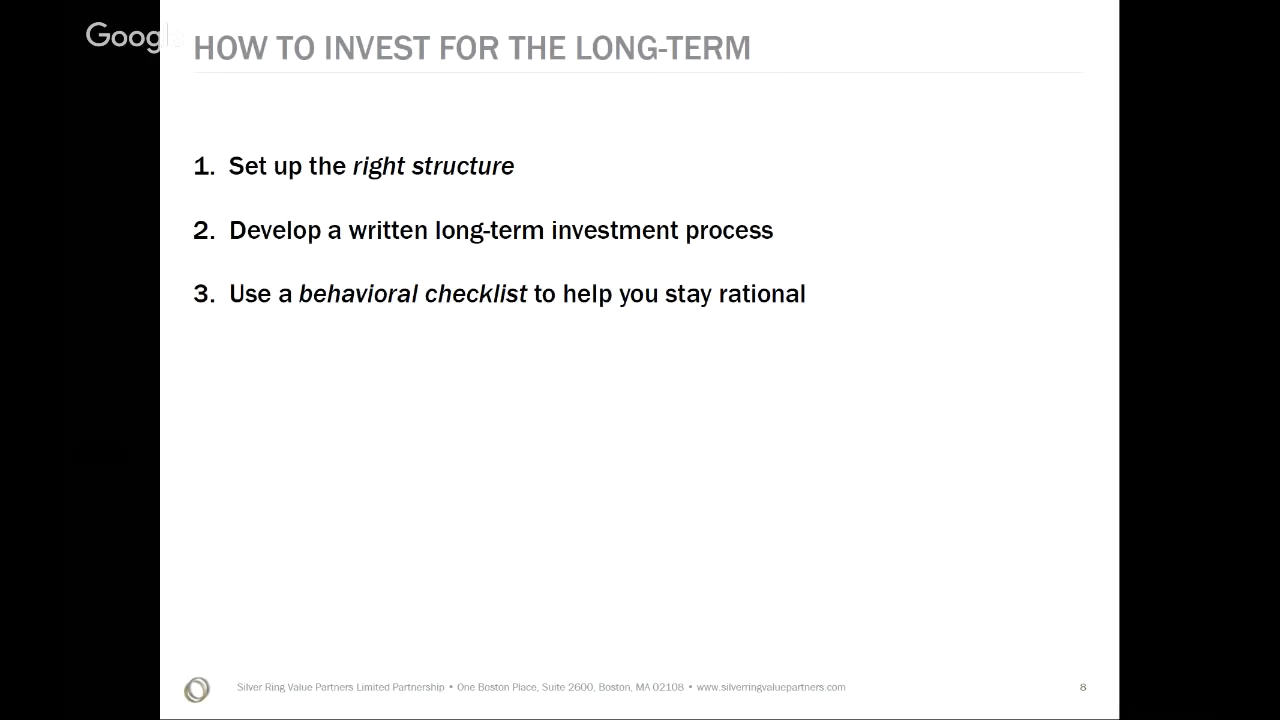 Google
HOW TO INVEST FOR THE LONG-TERM
1. Set up the right structure
2. Develop a written long-term investment process
3. Use a behavioral checklist to help you stay rational
Silver Ring Value Partners Limited Partnership • One Boston Place, Suite 2600, Boston, MA 02108 • www.silverringvaluepartners.com
8